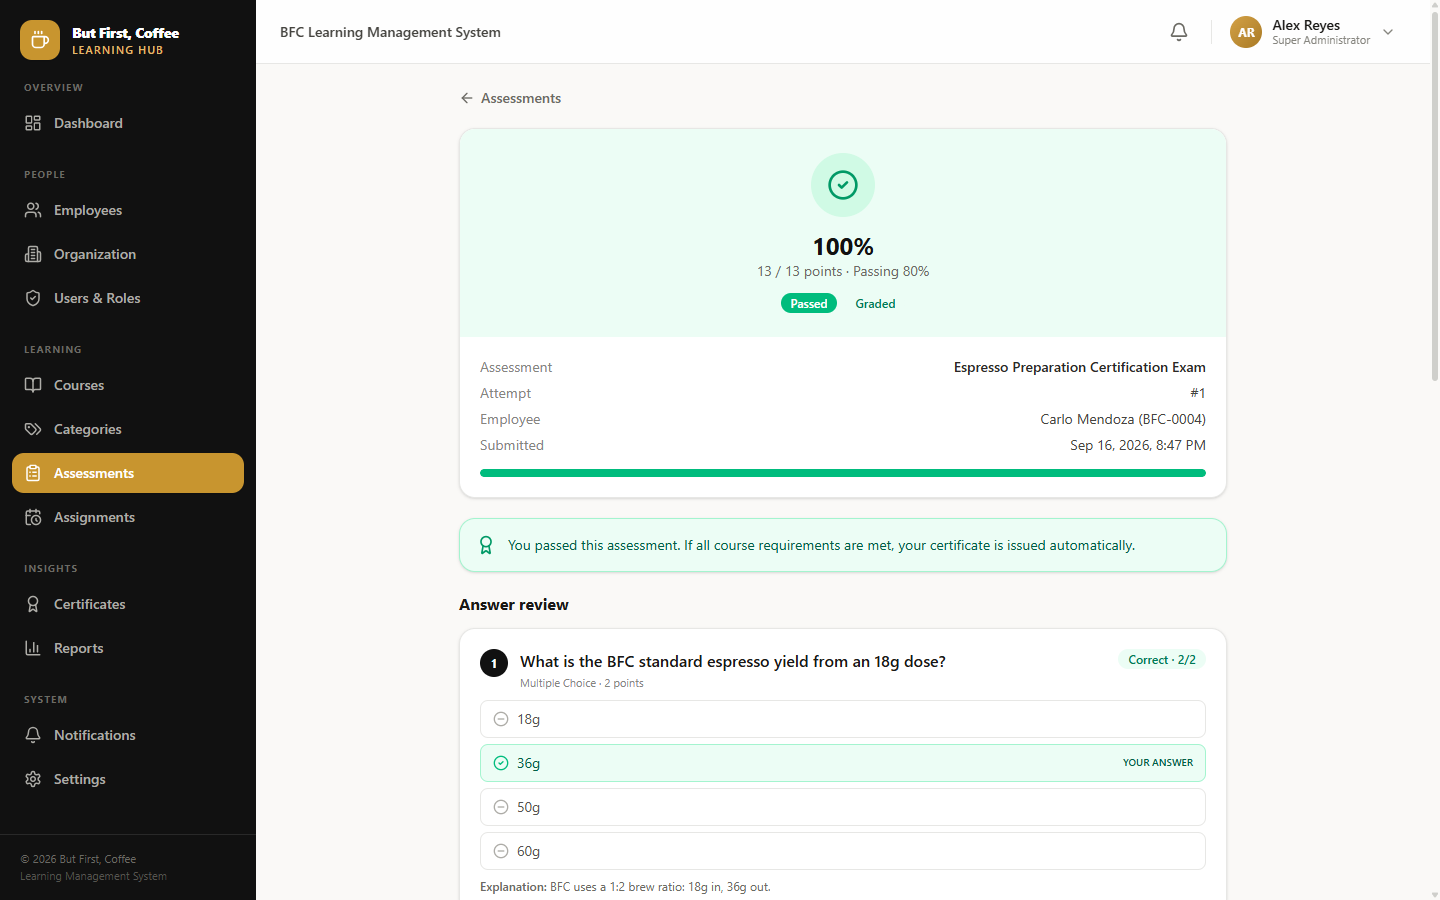 But First, Coffee
LEARNING HUB
OVERVIEW
Dashboard
PEOPLE
Employees
Organization
Users & Roles
LEARNING
Courses
Categories
Assessments
Assignments
INSIGHTS
Certificates
Reports
SYSTEM
Notifications
Settings
© 2026 But First, Coffee
Learning Management System
BFC Learning Management System
AR
Alex Reyes
Super Administrator
Assessments
100%
13 / 13 points · Passing 80%
Passed
Graded
Assessment
Espresso Preparation Certification Exam
Attempt
#1
Employee
Carlo Mendoza (BFC-0004)
Submitted
Sep 16, 2026, 8:47 PM
You passed this assessment. If all course requirements are met, your certificate is issued automatically.
Answer review
1
What is the BFC standard espresso yield from an 18g dose?
Correct · 2/2
Multiple Choice · 2 points
18g
36g
YOUR ANSWER
50g
60g
Explanation: BFC uses a 1:2 brew ratio: 18g in, 36g out.